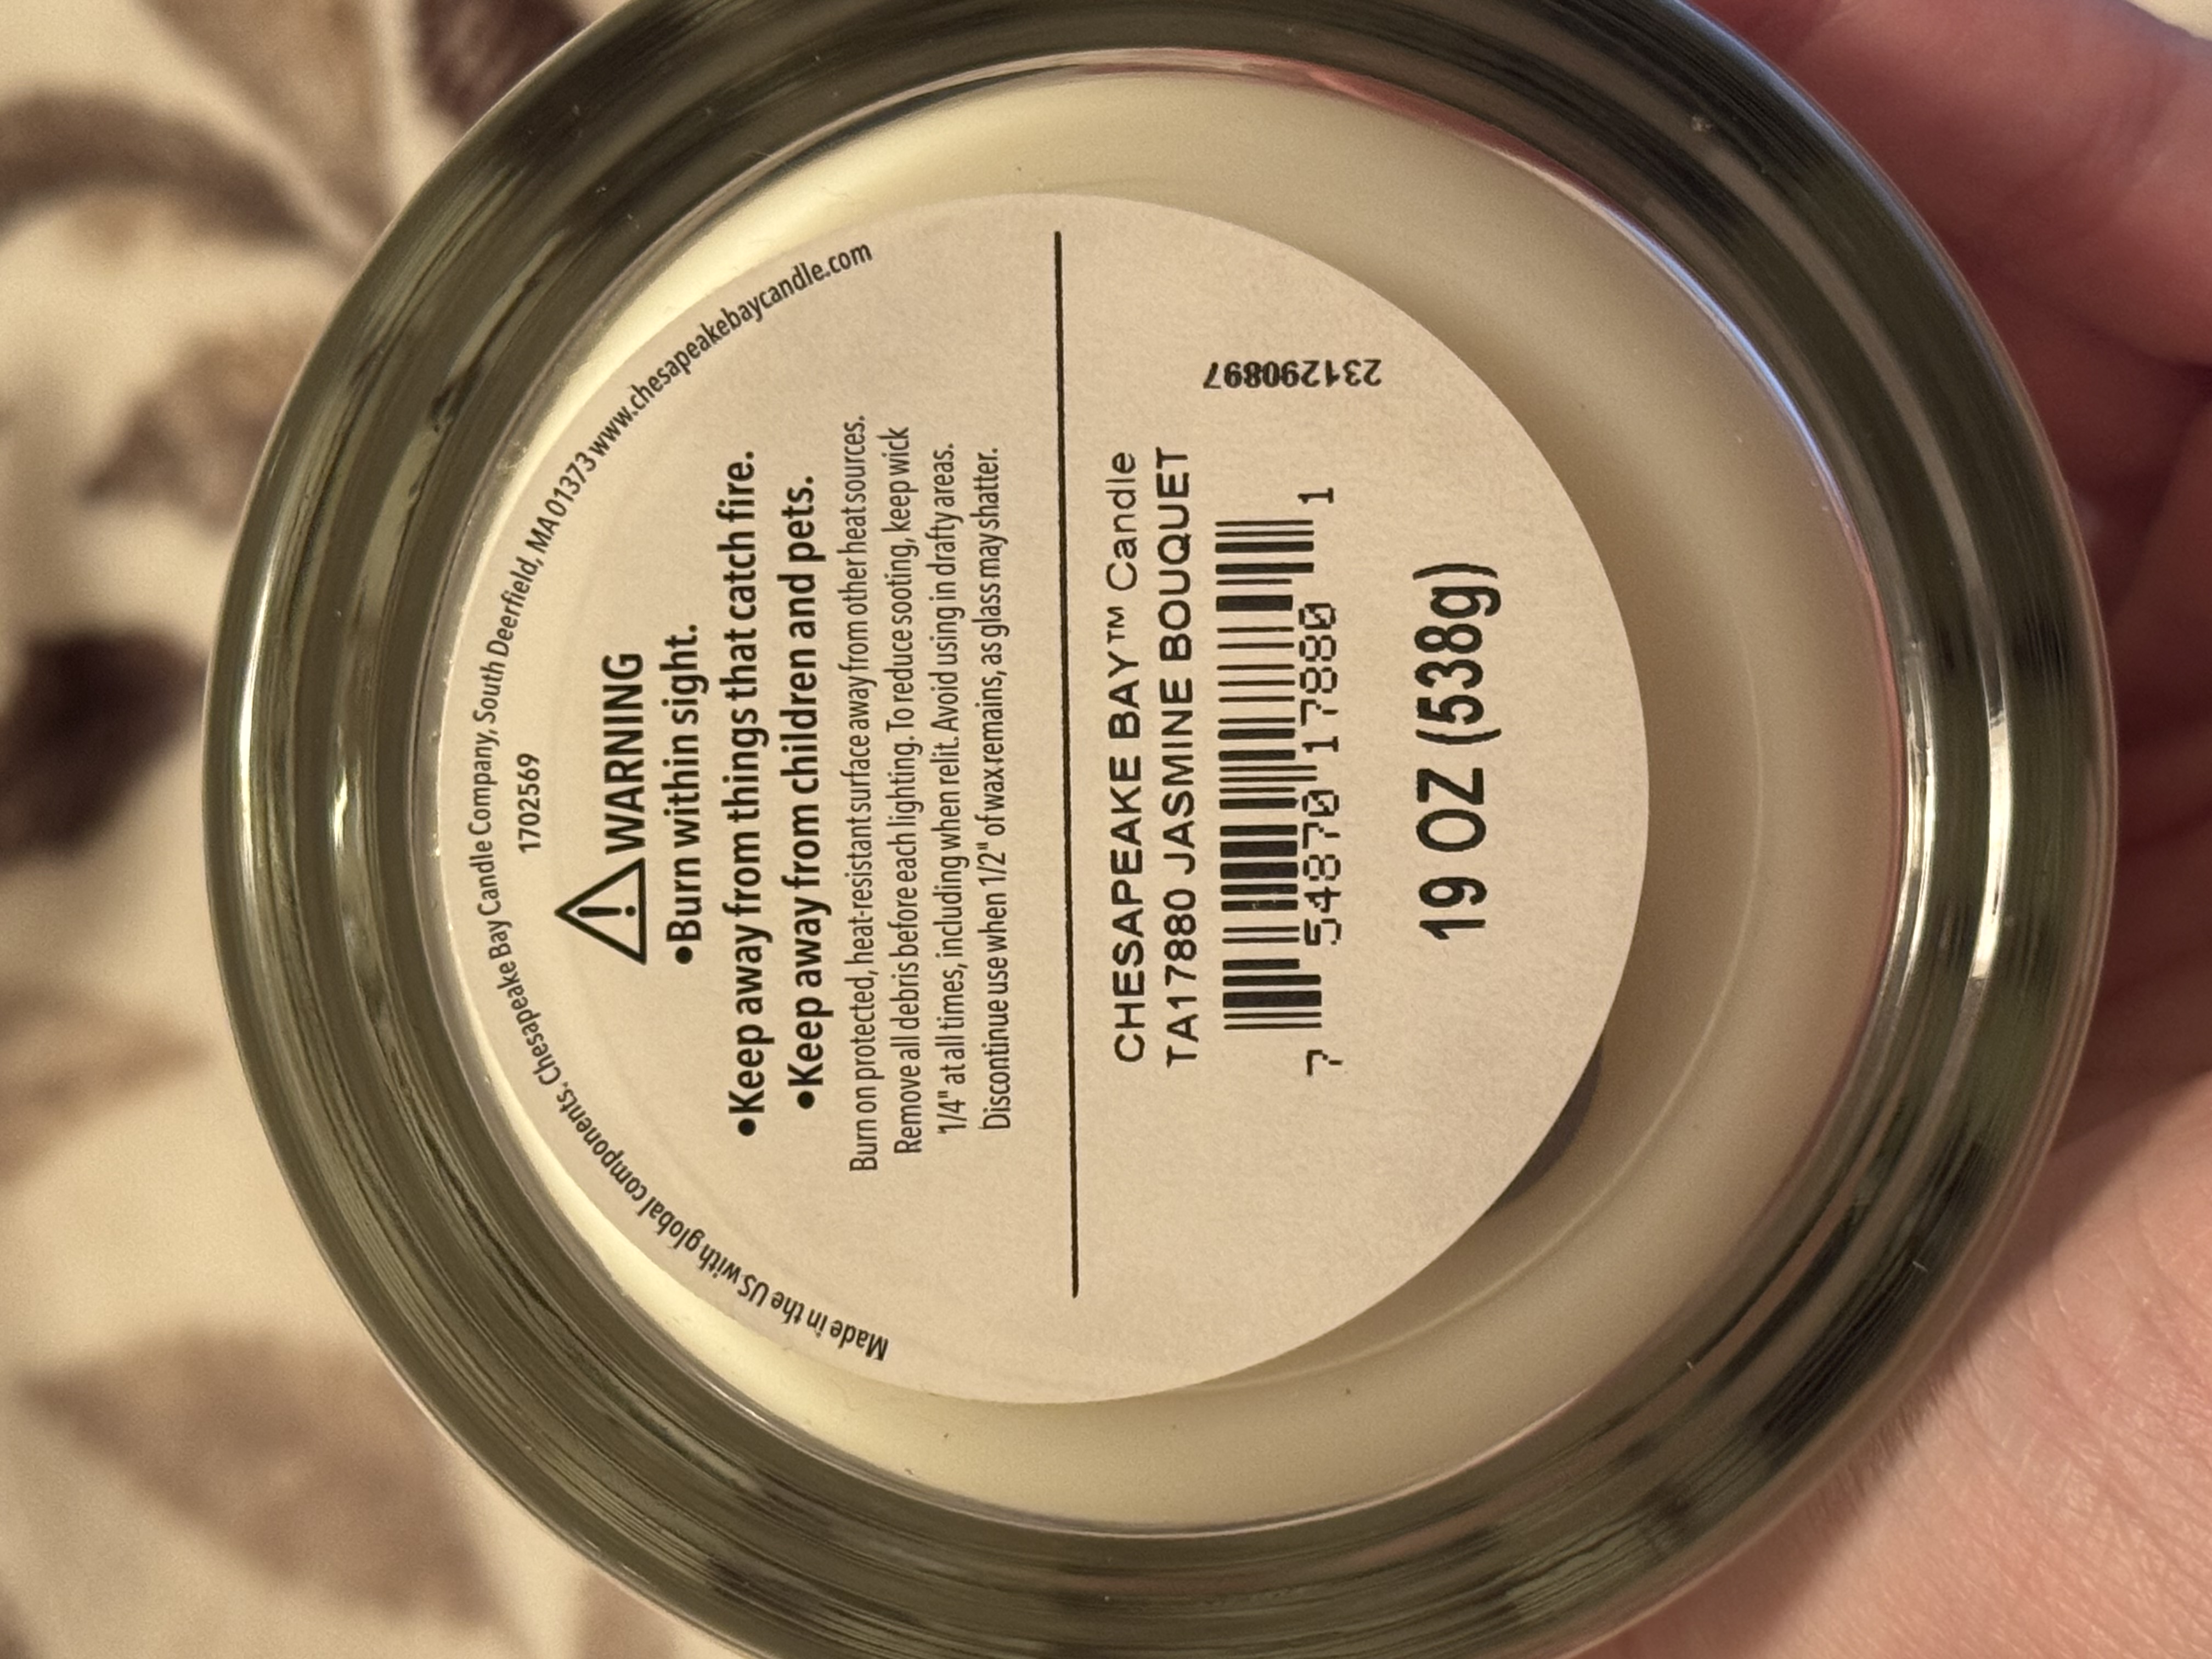 Made in the US with global components, Chesapeake Bay Candle Company, South Deerfield, MA 01373 www.chesapeakebaycandle.com
1702569
WARNING
•Burn within sight.
•Keep away from things that catch fire.
•Keep away from children and pets.
Burn on protected, heat-resistant surface away from other heat sources.
Remove all debris before each lighting. To reduce sooting, keep wick
1/4" at all times, including when relit. Avoid using in drafty areas.
Discontinue use when 1/2" of wax remains, as glass may shatter.
CHESAPEAKE BAY™ Candle
TA17880 JASMINE BOUQUET
7 54870 17880 1
19 OZ (538g)
231290897